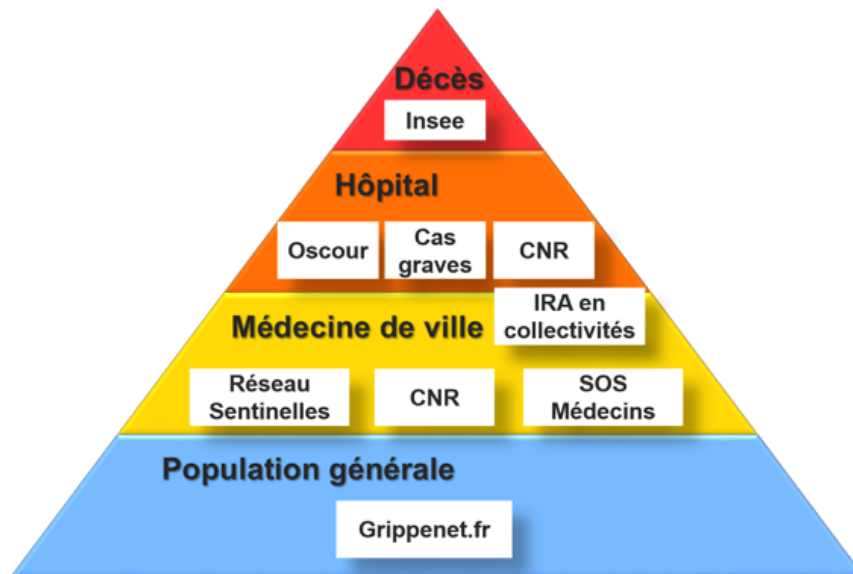 Décès
Insee
Hôpital
Oscour
Cas
graves
CNR
IRA en
collectivités
Médecine de ville
Réseau
Sentinelles
CNR
SOS
Médecins
Population générale
Grippenet.fr